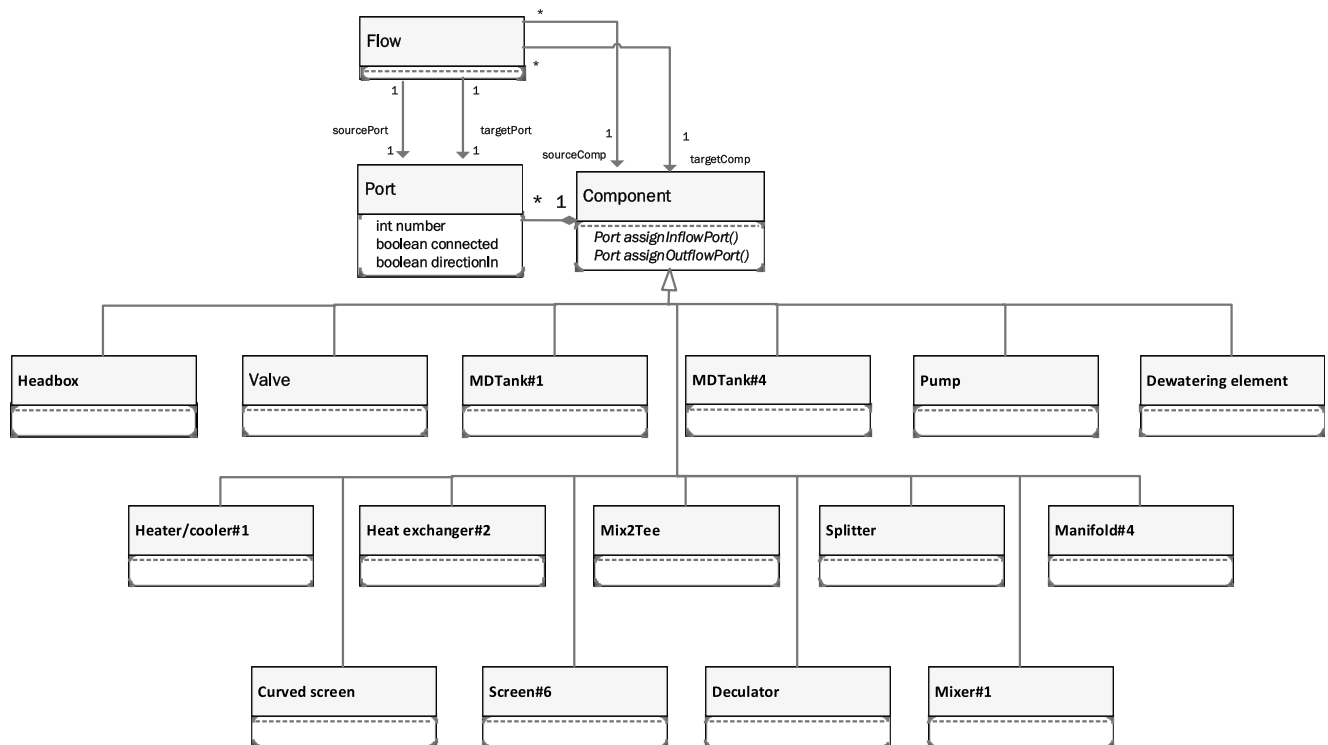 *
Flow
*
1
1
sourcePort
targetPort
1
1
1
1
sourceComp
targetComp
Port
* 1
Component
int number
boolean connected
boolean directionIn
Port assignInflowPort()
Port assignOutflowPort()
Headbox
Valve
MDTank#1
MDTank#4
Pump
Dewatering element
Heater/cooler#1
Heat exchanger#2
Mix2Tee
Splitter
Manifold#4
Curved screen
Screen#6
Deculator
Mixer#1